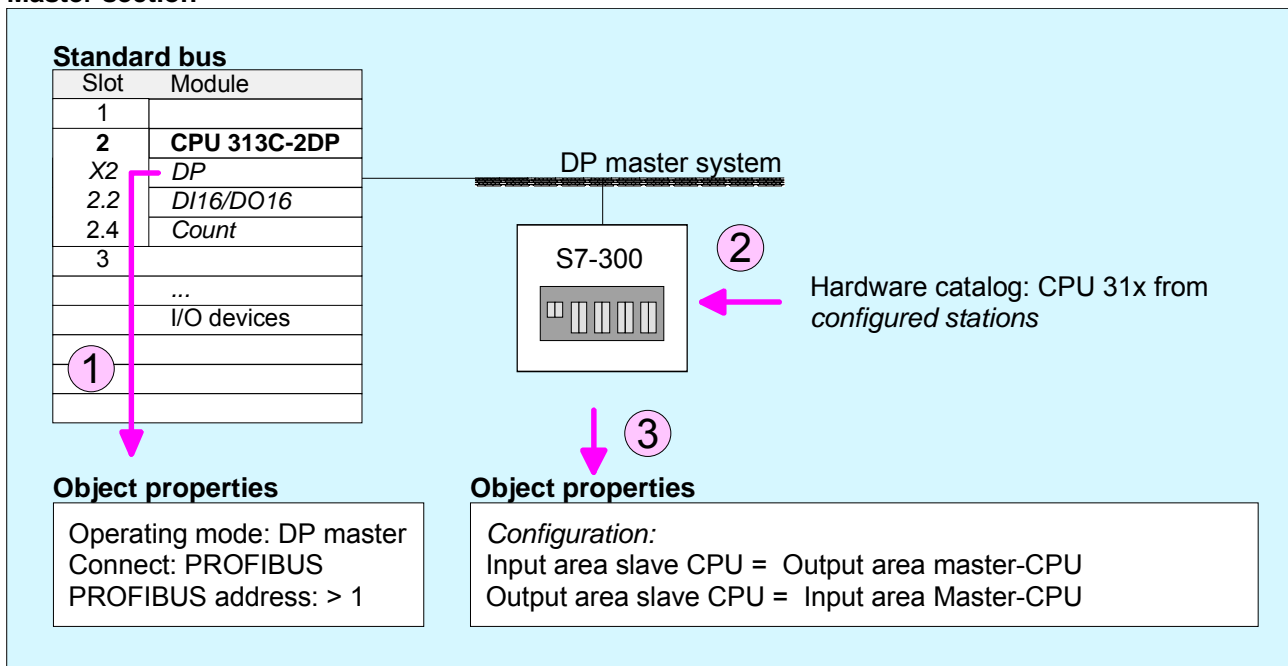 Master section
Standard bus
Slot Module
1
2 CPU 313C-2DP
X2 DP
2.2 DI16/DO16
2.4 Count
3
...
I/O devices
DP master system
S7-300
2
Hardware catalog: CPU 31x from
configured stations
1
3
Object properties
Operating mode: DP master
Connect: PROFIBUS
PROFIBUS address: > 1
Object properties
Configuration:
Input area slave CPU = Output area master-CPU
Output area slave CPU = Input area Master-CPU